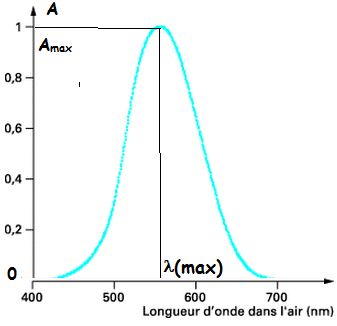 A
1
Amax
0,8
0,6
0,4
0,2
0
λ(max)
400
500
600
700
Longueur d'onde dans l'air (nm)